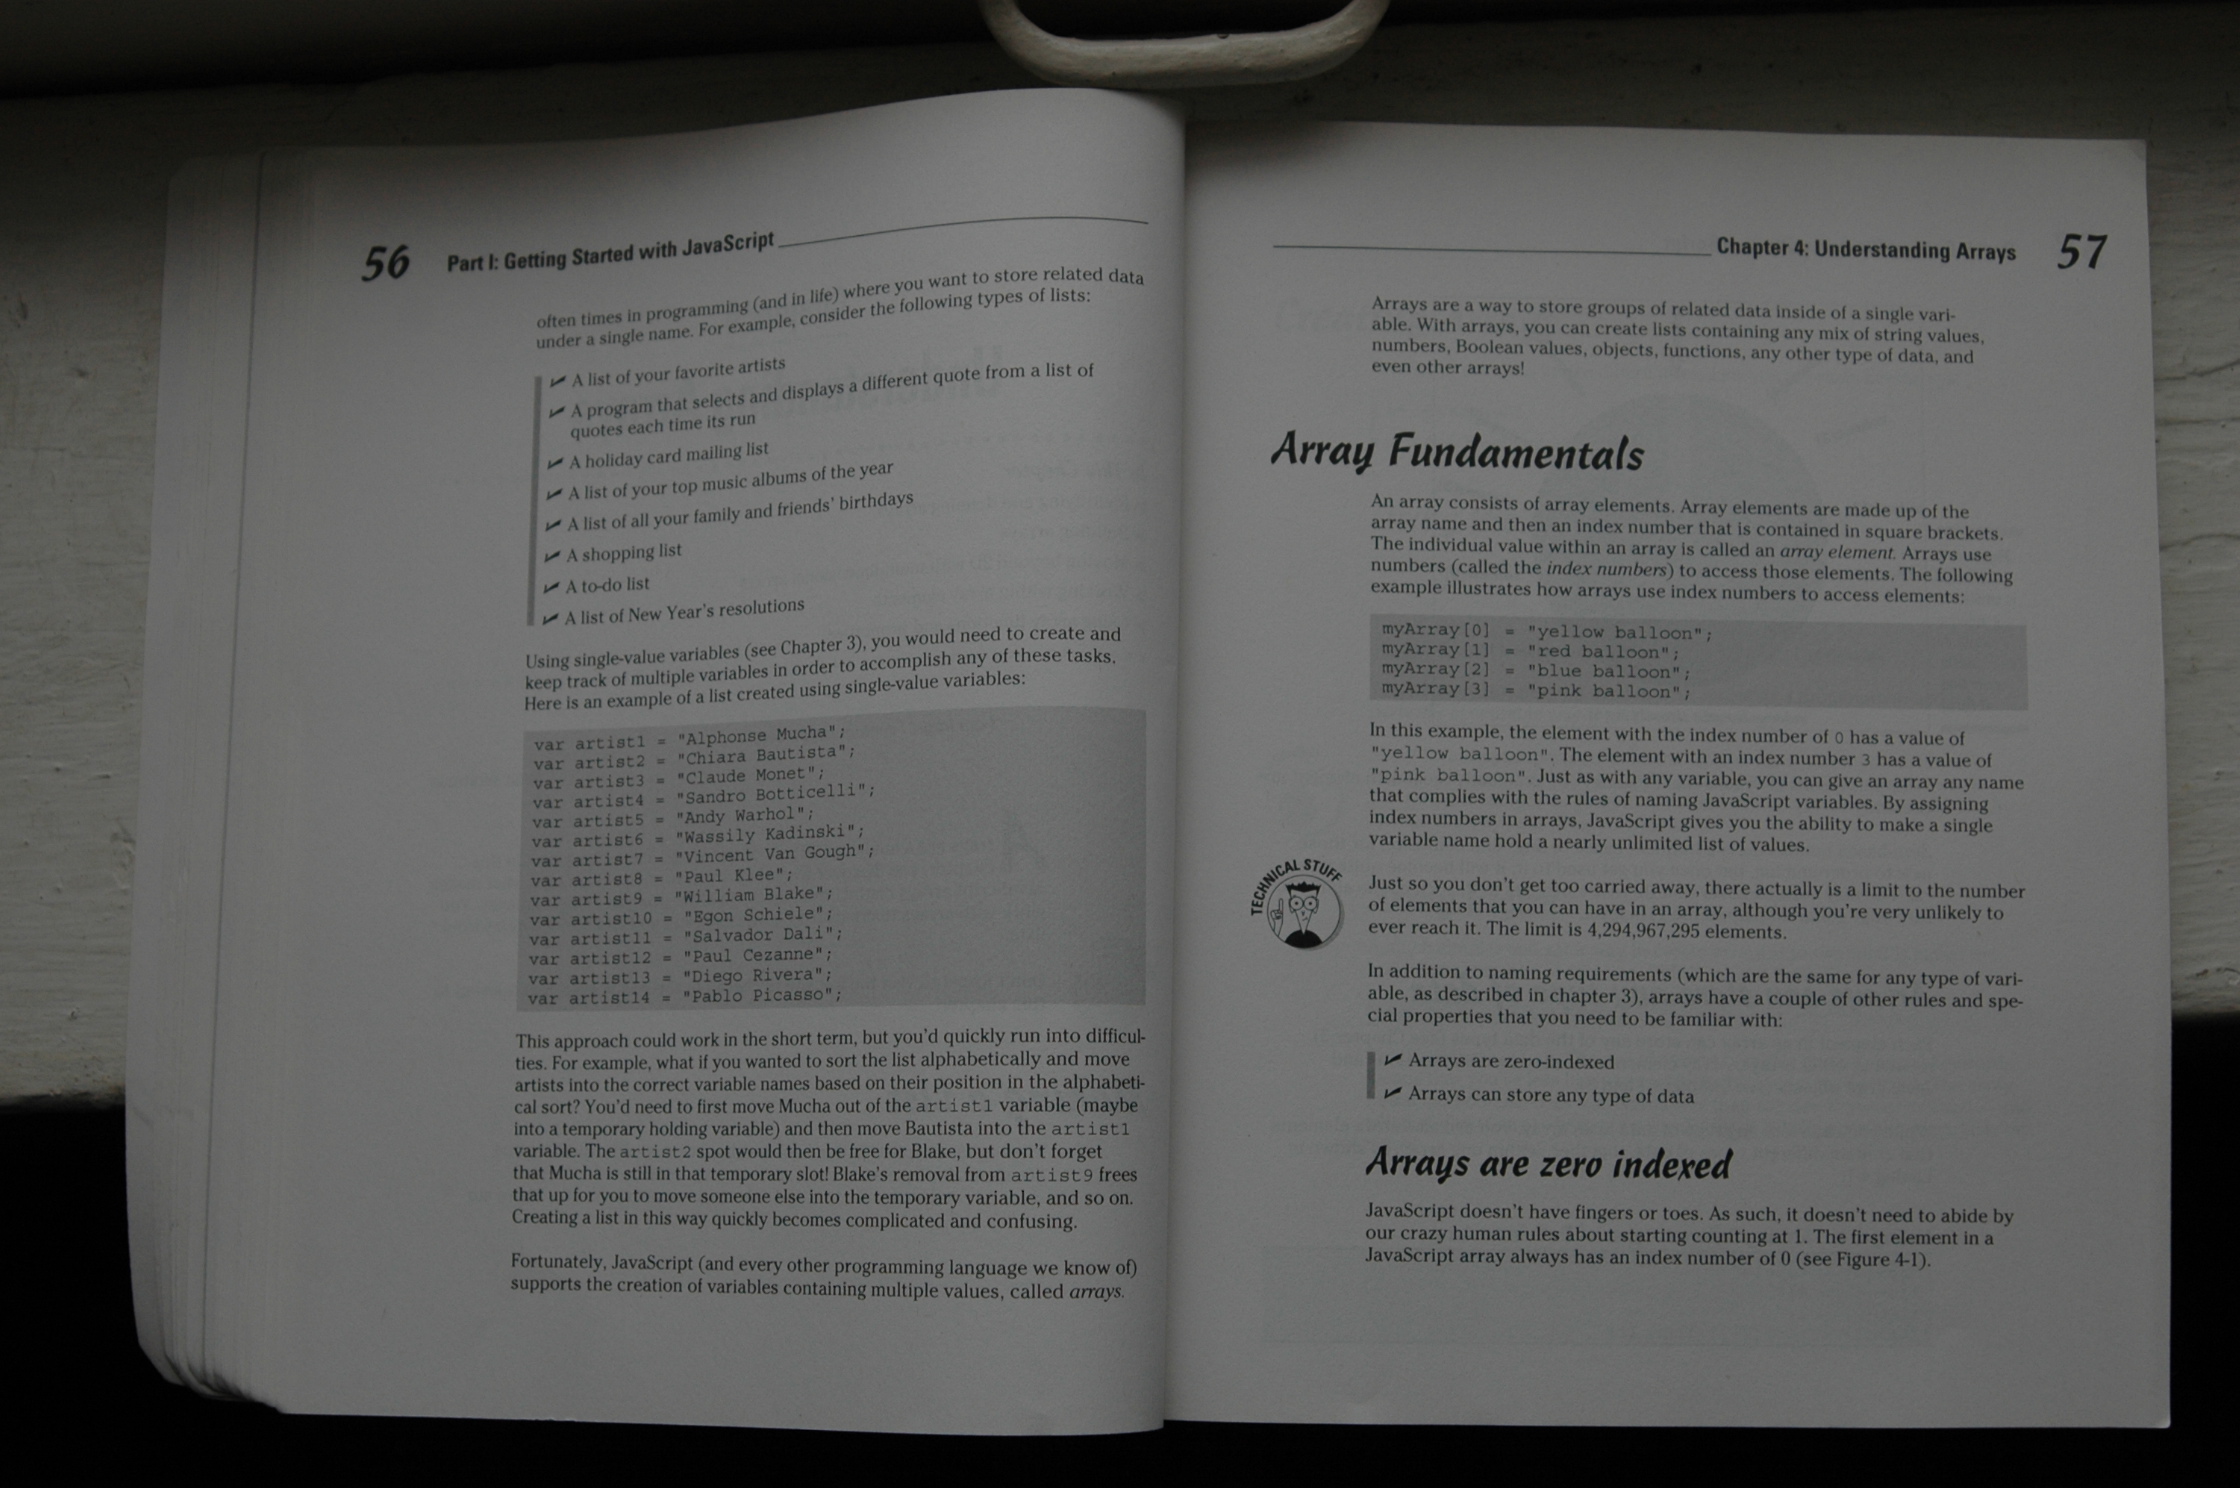 56 Part I: Getting Started with JavaScript
often times in programming (and in life) where you want to store related data
under a single name. For example, consider the following types of lists:
✓ A list of your favorite artists
✓ A program that selects and displays a different quote from a list of
quotes each time its run
✓ A holiday card mailing list
✓ A list of your top music albums of the year
✓ A list of all your family and friends' birthdays
✓ A shopping list
✓ A to-do list
✓ A list of New Year's resolutions
Using single-value variables (see Chapter 3), you would need to create and
keep track of multiple variables in order to accomplish any of these tasks.
Here is an example of a list created using single-value variables:
var artist1 = "Alphonse Mucha";
var artist2 = "Chiara Bautista";
var artist3 = "Claude Monet";
var artist4 = "Sandro Botticelli";
var artist5 = "Andy Warhol";
var artist6 = "Wassily Kadinski";
var artist7 = "Vincent Van Gough";
var artist8 = "Paul Klee";
var artist9 = "William Blake";
var artist10 = "Egon Schiele";
var artist11 = "Salvador Dali";
var artist12 = "Paul Cezanne";
var artist13 = "Diego Rivera";
var artist14 = "Pablo Picasso";
This approach could work in the short term, but you'd quickly run into difficul-
ties. For example, what if you wanted to sort the list alphabetically and move
artists into the correct variable names based on their position in the alphabeti-
cal sort? You'd need to first move Mucha out of the artist1 variable (maybe
into a temporary holding variable) and then move Bautista into the artist1
variable. The artist2 spot would then be free for Blake, but don't forget
that Mucha is still in that temporary slot! Blake's removal from artist9 frees
that up for you to move someone else into the temporary variable, and so on.
Creating a list in this way quickly becomes complicated and confusing.
Fortunately, JavaScript (and every other programming language we know of)
supports the creation of variables containing multiple values, called arrays.
Chapter 4: Understanding Arrays 57
Arrays are a way to store groups of related data inside of a single vari-
able. With arrays, you can create lists containing any mix of string values,
numbers, Boolean values, objects, functions, any other type of data, and
even other arrays!
Array Fundamentals
An array consists of array elements. Array elements are made up of the
array name and then an index number that is contained in square brackets.
The individual value within an array is called an array element. Arrays use
numbers (called the index numbers) to access those elements. The following
example illustrates how arrays use index numbers to access elements:
myArray[0] = "yellow balloon";
myArray[1] = "red balloon";
myArray[2] = "blue balloon";
myArray[3] = "pink balloon";
In this example, the element with the index number of 0 has a value of
"yellow balloon". The element with an index number 3 has a value of
"pink balloon". Just as with any variable, you can give an array any name
that complies with the rules of naming JavaScript variables. By assigning
index numbers in arrays, JavaScript gives you the ability to make a single
variable name hold a nearly unlimited list of values.
TECHNICAL STUFF
Just so you don't get too carried away, there actually is a limit to the number
of elements that you can have in an array, although you're very unlikely to
ever reach it. The limit is 4,294,967,295 elements.
In addition to naming requirements (which are the same for any type of vari-
able, as described in chapter 3), arrays have a couple of other rules and spe-
cial properties that you need to be familiar with:
✓ Arrays are zero-indexed
✓ Arrays can store any type of data
Arrays are zero indexed
JavaScript doesn't have fingers or toes. As such, it doesn't need to abide by
our crazy human rules about starting counting at 1. The first element in a
JavaScript array always has an index number of 0 (see Figure 4-1).